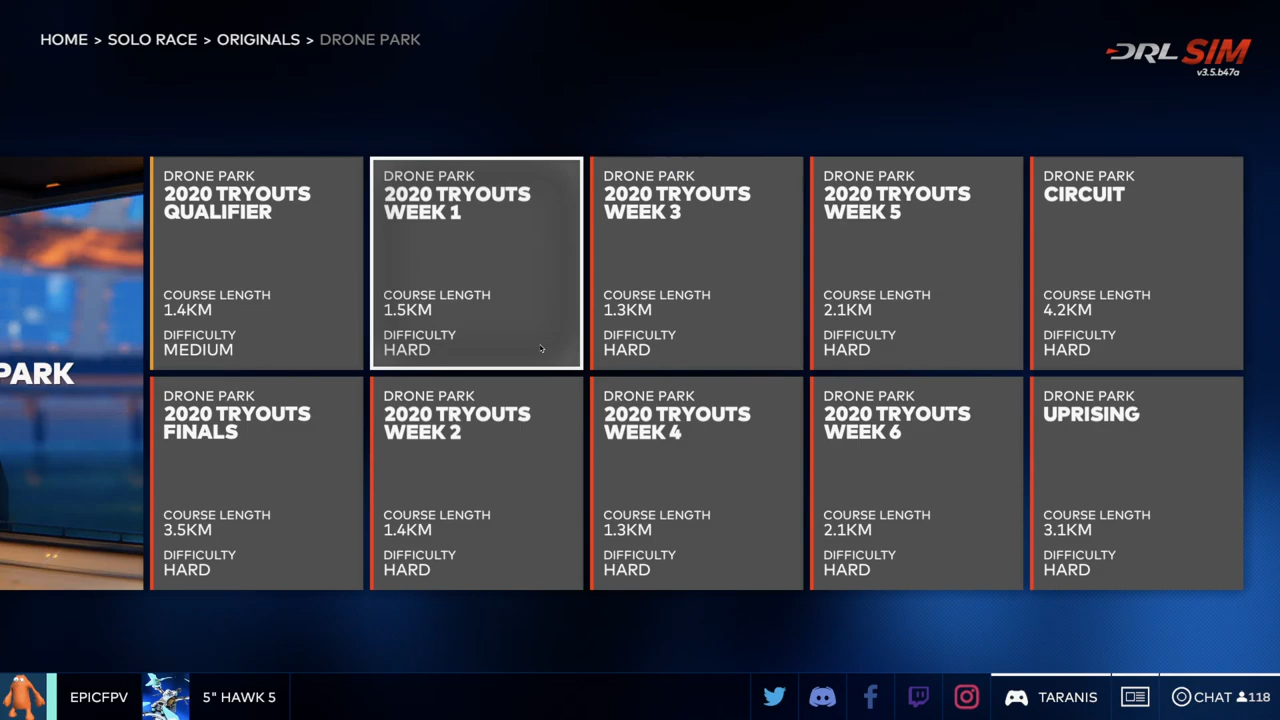 HOME > SOLO RACE > ORIGINALS > DRONE PARK
DRL SIM
v3.5.b47a
PARK
DRONE PARK
2020 TRYOUTS
QUALIFIER
COURSE LENGTH
1.4KM
DIFFICULTY
MEDIUM
DRONE PARK
2020 TRYOUTS
WEEK 1
COURSE LENGTH
1.5KM
DIFFICULTY
HARD
DRONE PARK
2020 TRYOUTS
WEEK 3
COURSE LENGTH
1.3KM
DIFFICULTY
HARD
DRONE PARK
2020 TRYOUTS
WEEK 5
COURSE LENGTH
2.1KM
DIFFICULTY
HARD
DRONE PARK
CIRCUIT
COURSE LENGTH
4.2KM
DIFFICULTY
HARD
DRONE PARK
2020 TRYOUTS
FINALS
COURSE LENGTH
3.5KM
DIFFICULTY
HARD
DRONE PARK
2020 TRYOUTS
WEEK 2
COURSE LENGTH
1.4KM
DIFFICULTY
HARD
DRONE PARK
2020 TRYOUTS
WEEK 4
COURSE LENGTH
1.3KM
DIFFICULTY
HARD
DRONE PARK
2020 TRYOUTS
WEEK 6
COURSE LENGTH
2.1KM
DIFFICULTY
HARD
DRONE PARK
UPRISING
COURSE LENGTH
3.1KM
DIFFICULTY
HARD
EPICFPV
5" HAWK 5
TARANIS
CHAT 118